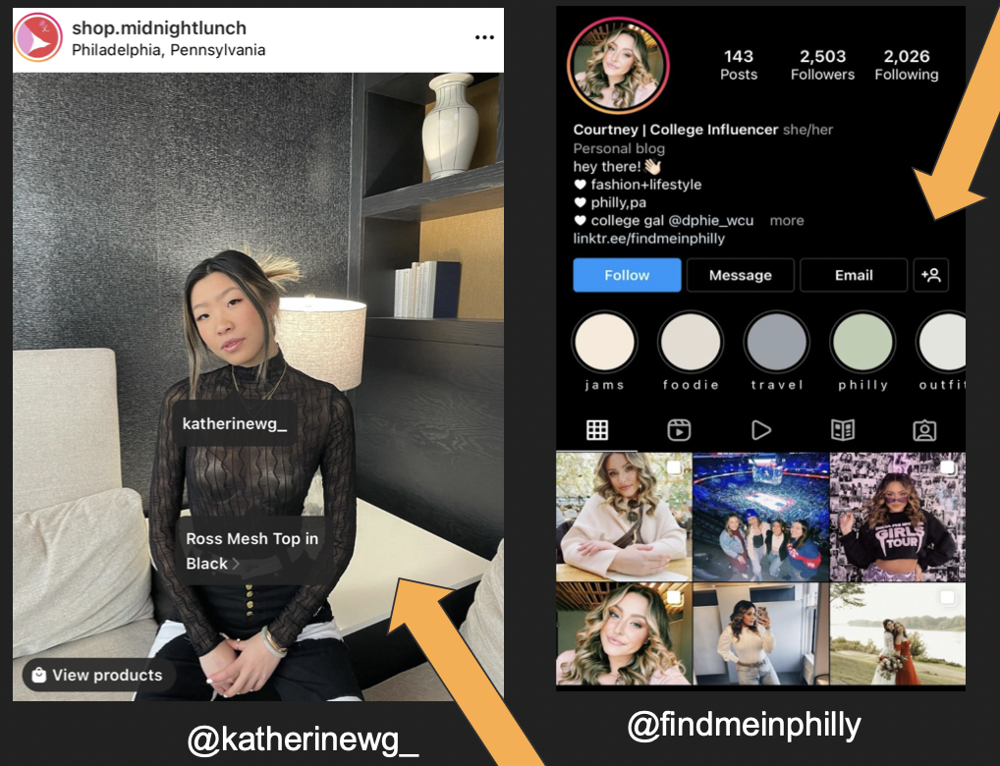 shop.midnightlunch
Philadelphia, Pennsylvania
katherinewg_
Ross Mesh Top in
Black >
View products
@katherinewg_
143 2,503 2,026
Posts Followers Following
Courtney | College Influencer she/her
Personal blog
hey there! 👋🏻
🤍 fashion+lifestyle
🤍 philly,pa
🤍 college gal @dphie_wcu more
linktr.ee/findmeinphilly
Follow Message Email
jams foodie travel philly outfi
GIRLS
TOUR
@findmeinphilly